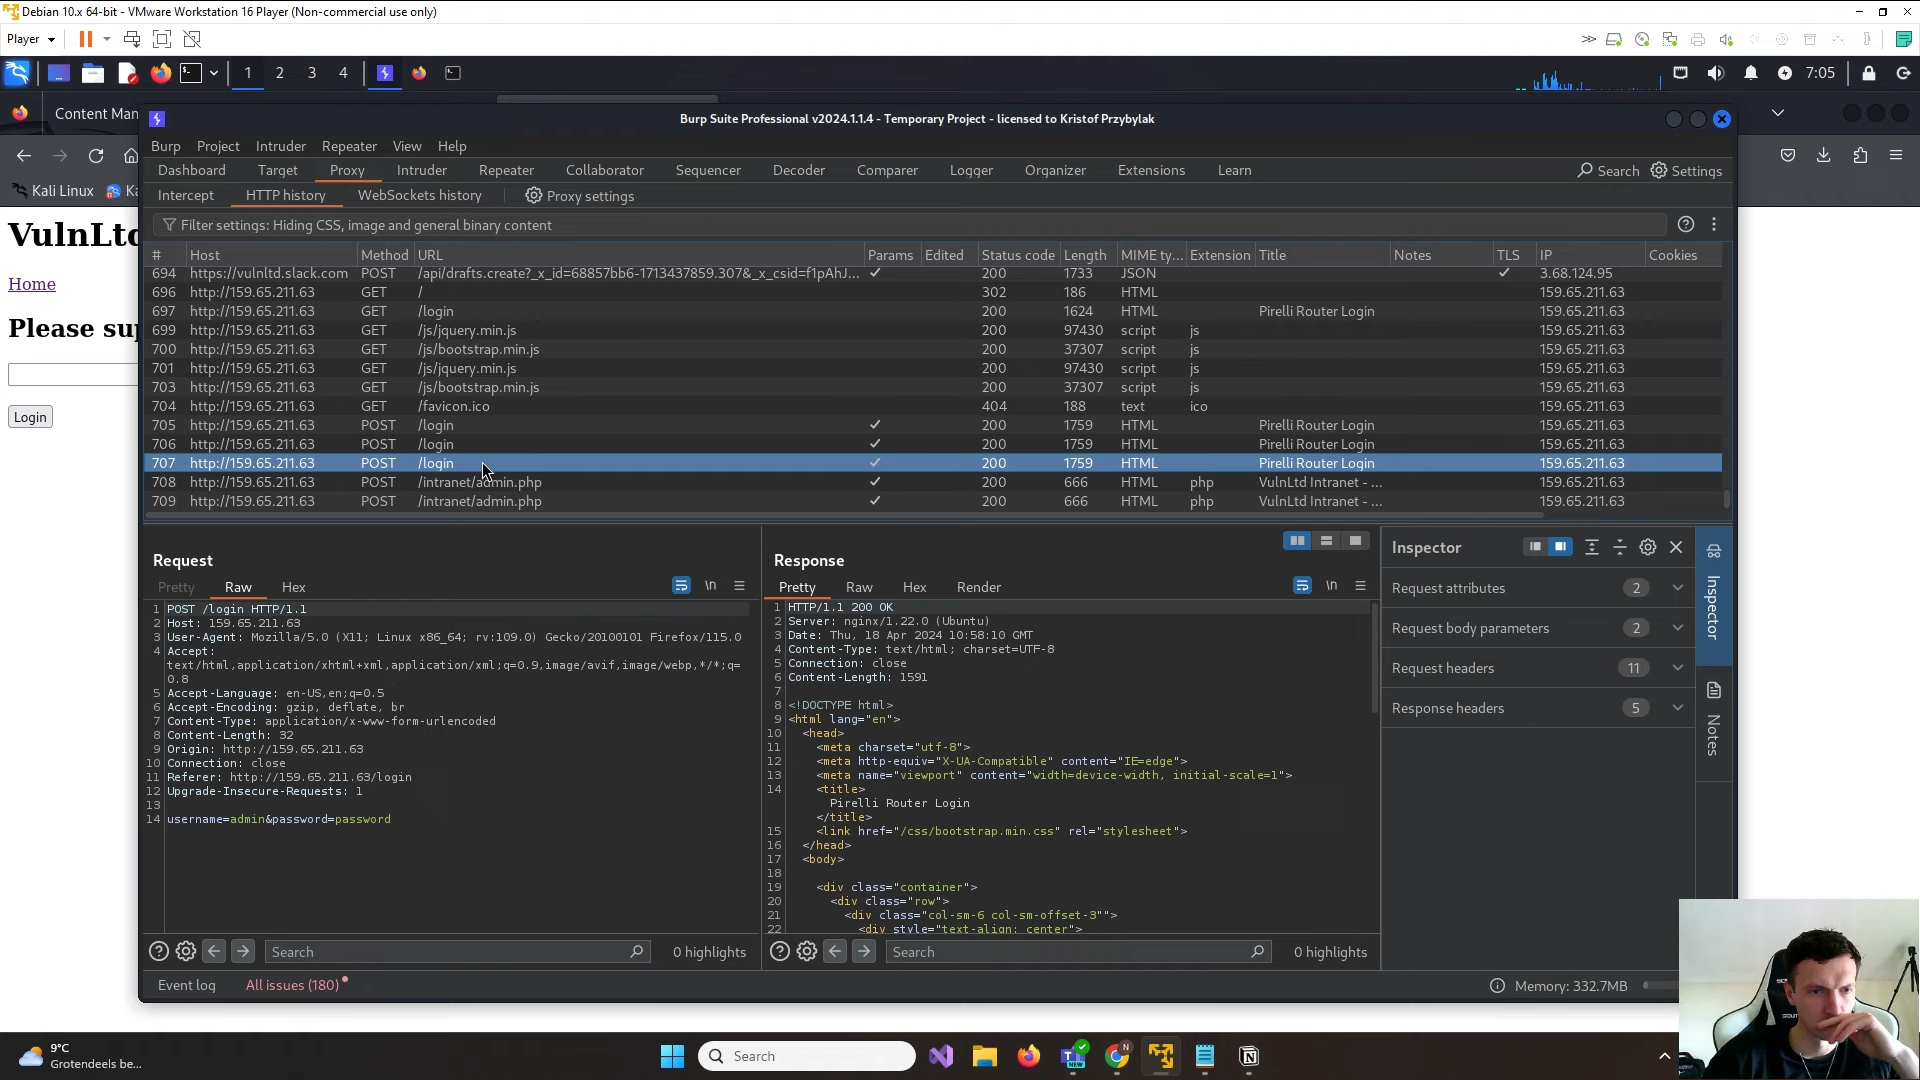 Debian 10.x 64-bit - VMware Workstation 16 Player (Non-commercial use only)
Player
1 2 3 4
7:05
Content Man
Kali Linux
VulnLtd
Home
Please sup
Login
Burp Suite Professional v2024.1.1.4 - Temporary Project - licensed to Kristof Przybylak
Burp Project Intruder Repeater View Help
Dashboard Target Proxy Intruder Repeater Collaborator Sequencer Decoder Comparer Logger Organizer Extensions Learn Search Settings
Intercept HTTP history WebSockets history Proxy settings
Filter settings: Hiding CSS, image and general binary content
# Host Method URL Params Edited Status code Length MIME ty... Extension Title Notes TLS IP Cookies
694 https://vulnltd.slack.com POST /api/drafts.create?_x_id=68857bb6-1713437859.307&_x_csid=f1pAhJ... ✓ 200 1733 JSON ✓ 3.68.124.95
696 http://159.65.211.63 GET / 302 186 HTML 159.65.211.63
697 http://159.65.211.63 GET /login 200 1624 HTML Pirelli Router Login 159.65.211.63
699 http://159.65.211.63 GET /js/jquery.min.js 200 97430 script js 159.65.211.63
700 http://159.65.211.63 GET /js/bootstrap.min.js 200 37307 script js 159.65.211.63
701 http://159.65.211.63 GET /js/jquery.min.js 200 97430 script js 159.65.211.63
703 http://159.65.211.63 GET /js/bootstrap.min.js 200 37307 script js 159.65.211.63
704 http://159.65.211.63 GET /favicon.ico 404 188 text ico 159.65.211.63
705 http://159.65.211.63 POST /login ✓ 200 1759 HTML Pirelli Router Login 159.65.211.63
706 http://159.65.211.63 POST /login ✓ 200 1759 HTML Pirelli Router Login 159.65.211.63
707 http://159.65.211.63 POST /login ✓ 200 1759 HTML Pirelli Router Login 159.65.211.63
708 http://159.65.211.63 POST /intranet/admin.php ✓ 200 666 HTML php VulnLtd Intranet - ... 159.65.211.63
709 http://159.65.211.63 POST /intranet/admin.php ✓ 200 666 HTML php VulnLtd Intranet - ... 159.65.211.63
Request
Pretty Raw Hex \n
1 POST /login HTTP/1.1
2 Host: 159.65.211.63
3 User-Agent: Mozilla/5.0 (X11; Linux x86_64; rv:109.0) Gecko/20100101 Firefox/115.0
4 Accept:
text/html,application/xhtml+xml,application/xml;q=0.9,image/avif,image/webp,*/*;q=
0.8
5 Accept-Language: en-US,en;q=0.5
6 Accept-Encoding: gzip, deflate, br
7 Content-Type: application/x-www-form-urlencoded
8 Content-Length: 32
9 Origin: http://159.65.211.63
10 Connection: close
11 Referer: http://159.65.211.63/login
12 Upgrade-Insecure-Requests: 1
13
14 username=admin&password=password
Search 0 highlights
Response
Pretty Raw Hex Render \n
1 HTTP/1.1 200 OK
2 Server: nginx/1.22.0 (Ubuntu)
3 Date: Thu, 18 Apr 2024 10:58:10 GMT
4 Content-Type: text/html; charset=UTF-8
5 Connection: close
6 Content-Length: 1591
7
8 <!DOCTYPE html>
9 <html lang="en">
10 <head>
11 <meta charset="utf-8">
12 <meta http-equiv="X-UA-Compatible" content="IE=edge">
13 <meta name="viewport" content="width=device-width, initial-scale=1">
14 <title>
Pirelli Router Login
</title>
15 <link href="/css/bootstrap.min.css" rel="stylesheet">
16 </head>
17 <body>
18
19 <div class="container">
20 <div class="row">
21 <div class="col-sm-6 col-sm-offset-3"">
22 <div style="text-align: center">
Search 0 highlights
Inspector
Request attributes 2
Request body parameters 2
Request headers 11
Response headers 5
Inspector
Notes
Event log All issues (180) Memory: 332.7MB
9°C
Grotendeels be...
Search